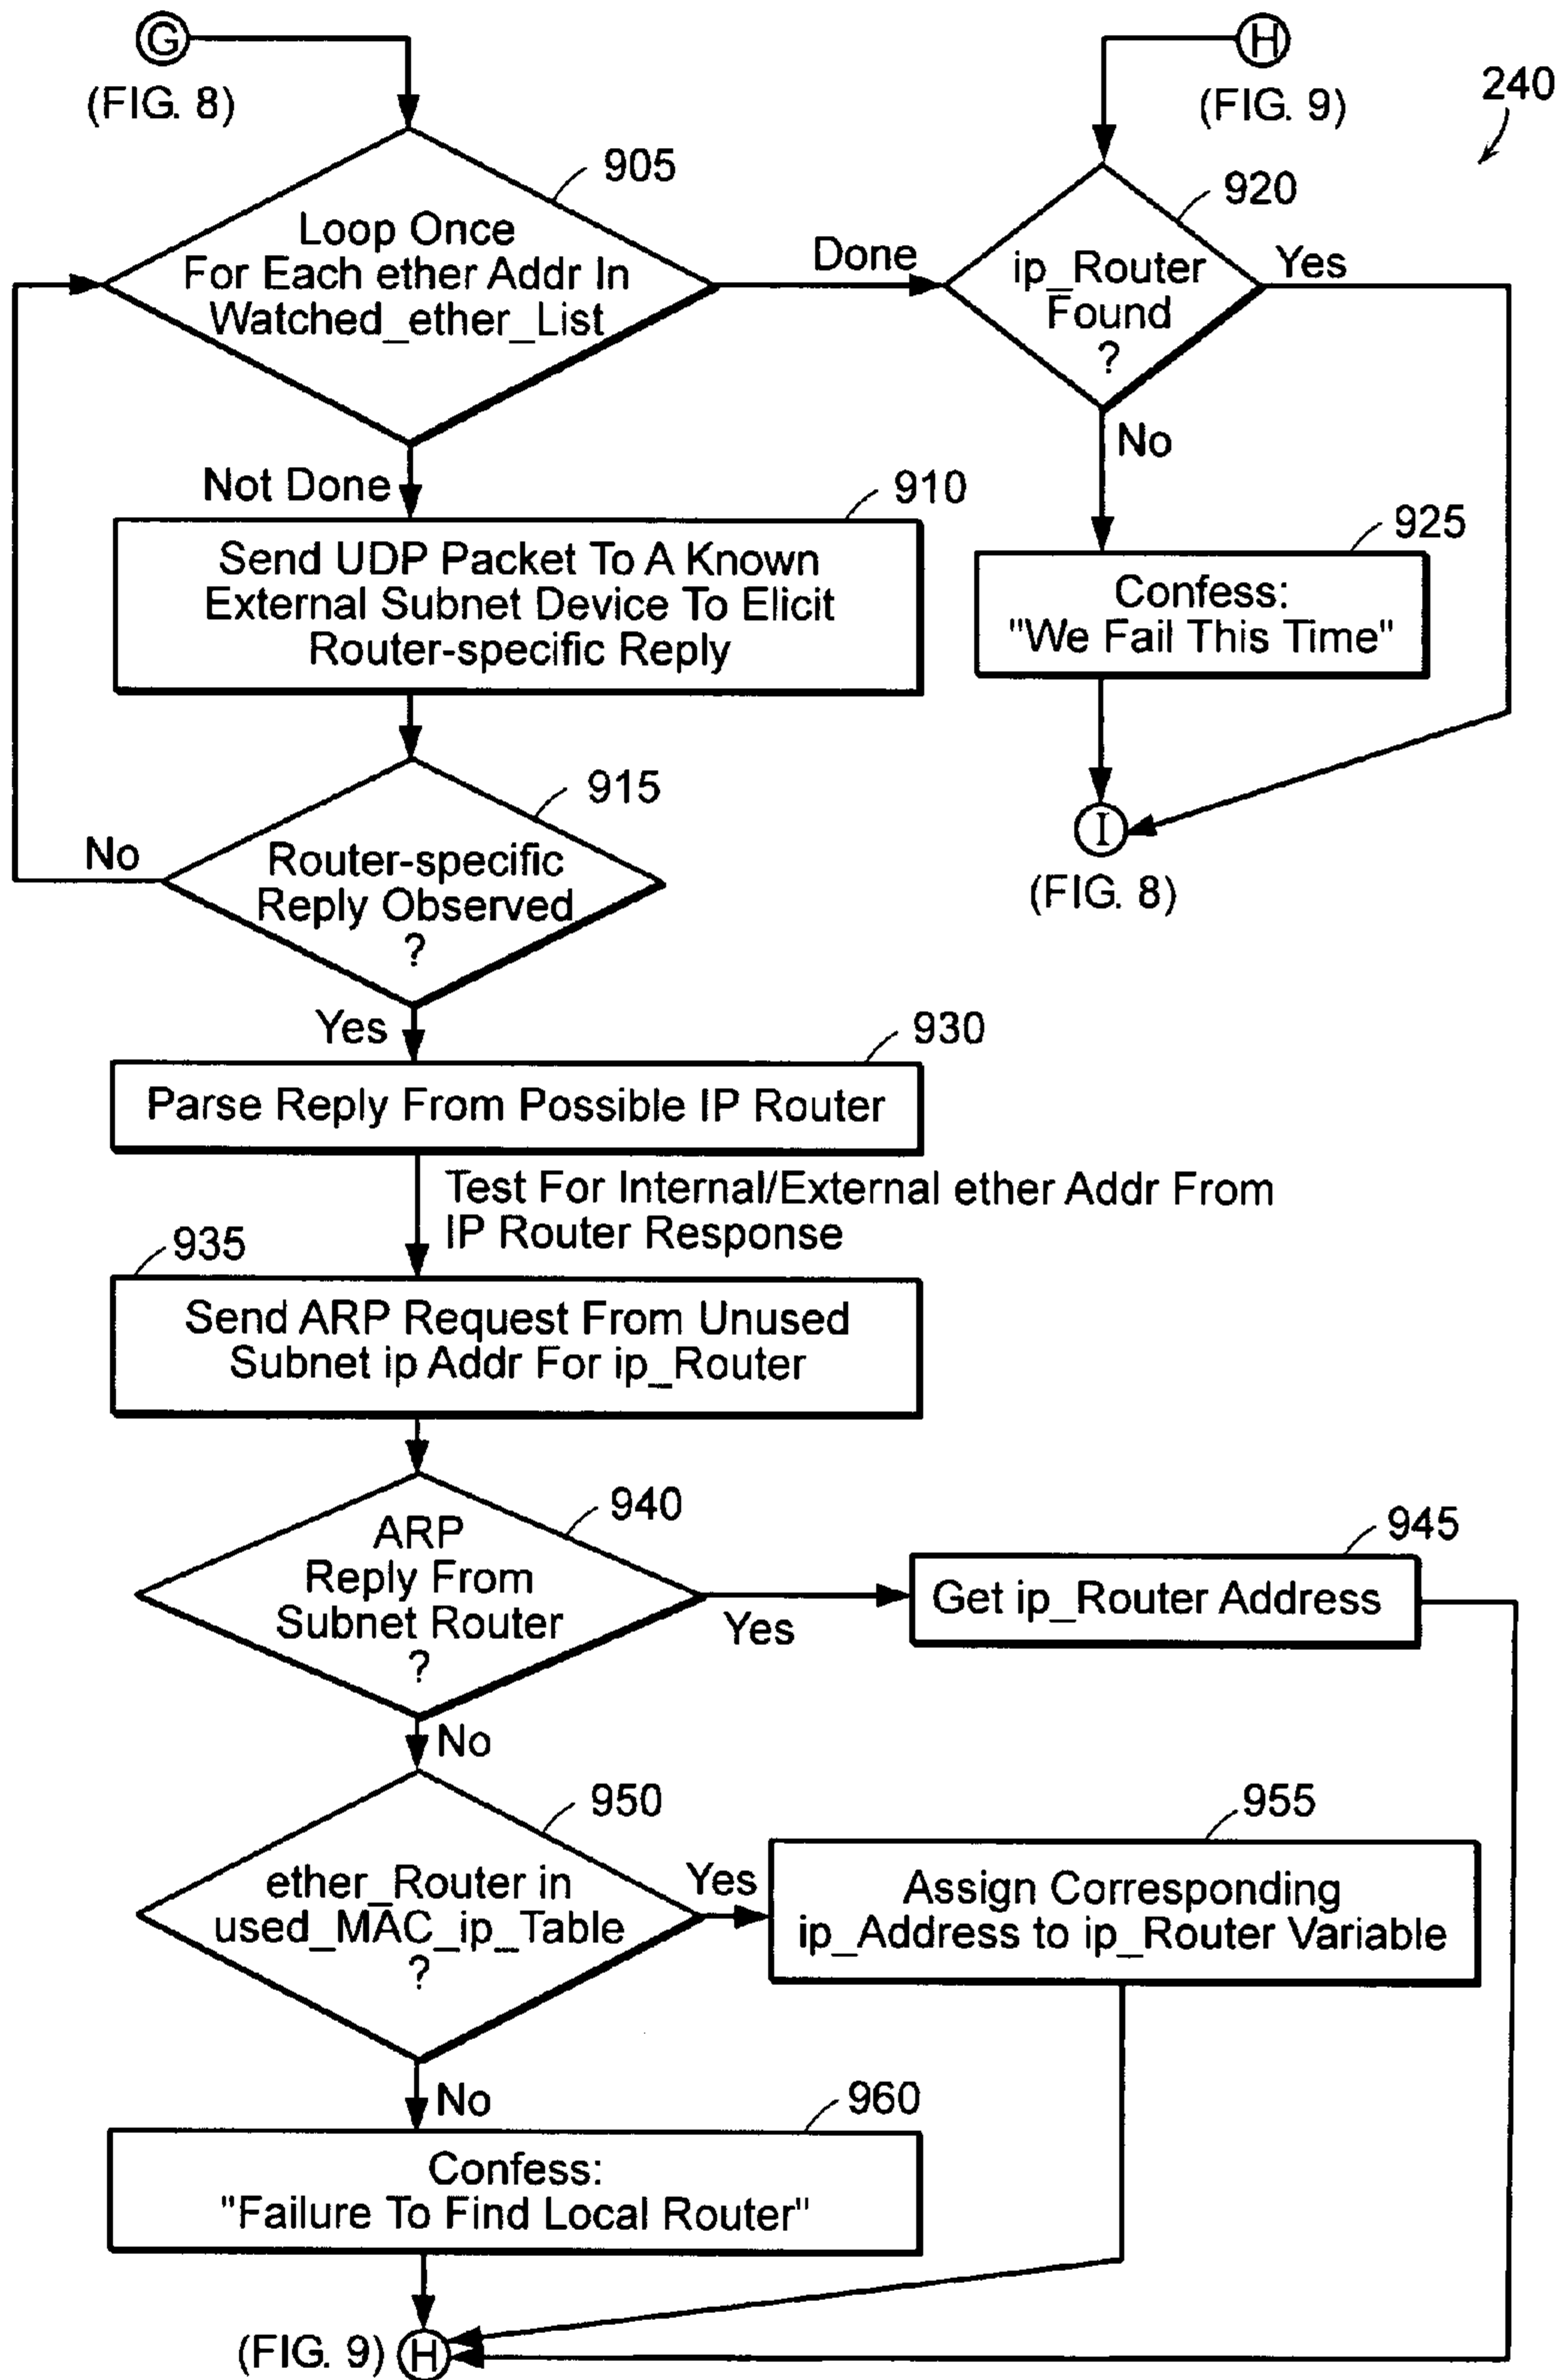 G
(FIG. 8)
H
(FIG. 9)
240
905
Loop Once
For Each ether Addr In
Watched_ether_List
Done
920
ip_Router
Found
?
Yes
No
Not Done
910
Send UDP Packet To A Known
External Subnet Device To Elicit
Router-specific Reply
925
Confess:
"We Fail This Time"
I
(FIG. 8)
915
Router-specific
Reply Observed
?
No
Yes
930
Parse Reply From Possible IP Router
Test For Internal/External ether Addr From
IP Router Response
935
Send ARP Request From Unused
Subnet ip Addr For ip_Router
940
ARP
Reply From
Subnet Router
?
Yes
945
Get ip_Router Address
No
950
ether_Router in
used_MAC_ip_Table
?
Yes
955
Assign Corresponding
ip_Address to ip_Router Variable
No
960
Confess:
"Failure To Find Local Router"
(FIG. 9)
H